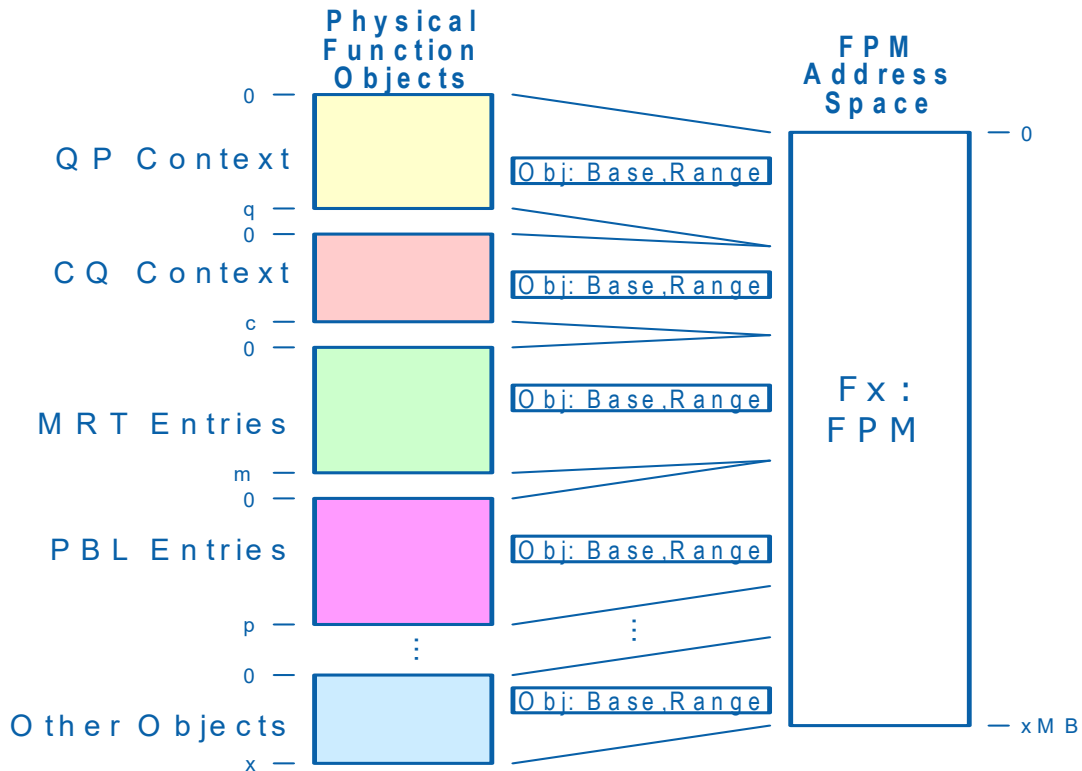 Physical
Function
Objects
FPM
Address
Space
0
0
QP Context
Obj: Base,Range
q
0
CQ Context
Obj: Base,Range
c
0
Obj: Base,Range
Fx:
FPM
MRT Entries
m
0
PBL Entries
Obj: Base,Range
p
...
...
0
Obj: Base,Range
Other Objects
xMB
x